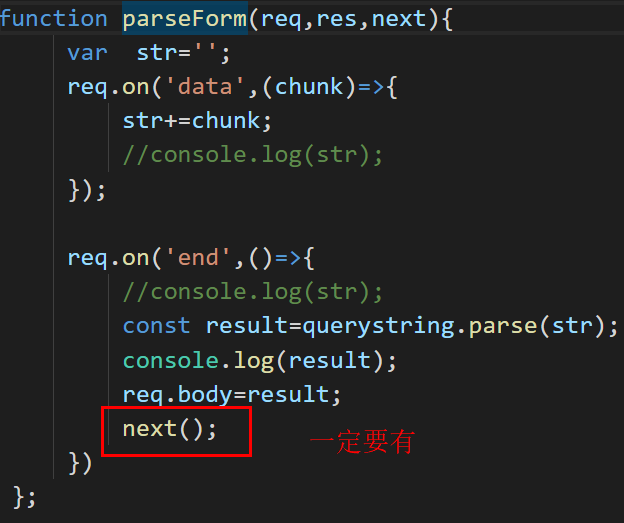 function parseForm(req,res,next){
var  str='';
req.on('data',(chunk)=>{
str+=chunk;
//console.log(str);
});
req.on('end',()=>{
//console.log(str);
const result=querystring.parse(str);
console.log(result);
req.body=result;
next(); 一定要有
})
};